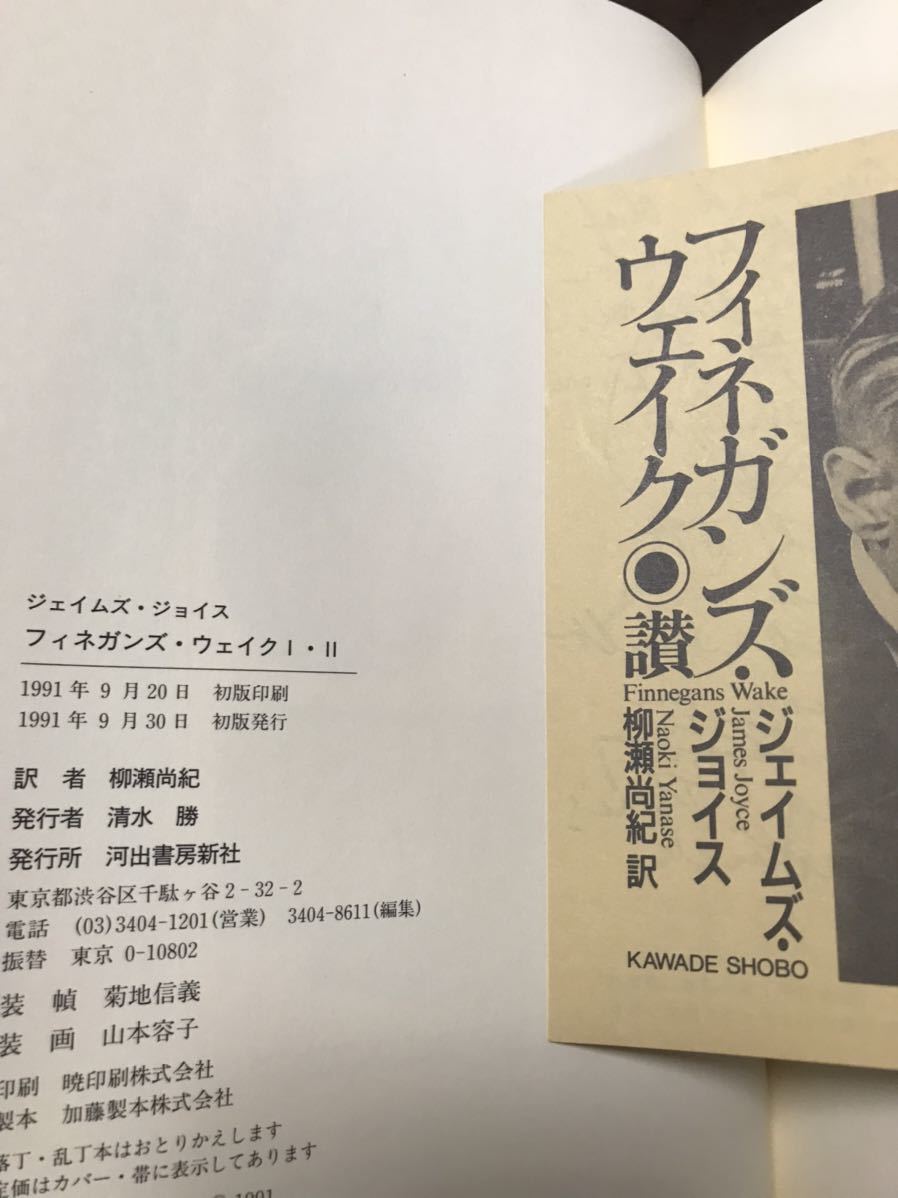 ジェイムズ・ジョイス
フィネガンズ・ウェイクⅠ・Ⅱ
1991年9月20日 初版印刷
1991年9月30日 初版発行
訳 者 柳瀬尚紀
発行者 清水 勝
発行所 河出書房新社
東京都渋谷区千駄ヶ谷2-32-2
電話 (03)3404-1201(営業) 3404-8611(編集)
振替 東京 0-10802
装 幀 菊地信義
装 画 山本容子
印刷 暁印刷株式会社
製本 加藤製本株式会社
落丁・乱丁本はおとりかえします
定価はカバー・帯に表示してあります
© 1991
フィネガンズ・
ウェイク◉讃
Finnegans Wake
ジェイムズ・
James Joyce
ジョイス
Naoki Yanase
柳瀬尚紀 訳
KAWADE SHOBO